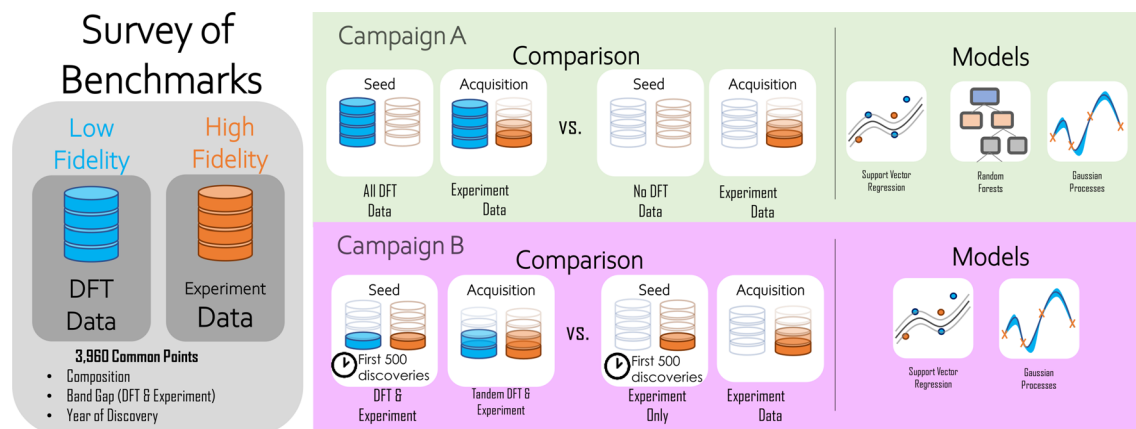 Survey of
Benchmarks
Low
Fidelity
High
Fidelity
DFT
Data
Experiment
Data
3,960 Common Points
• Composition
• Band Gap (DFT & Experiment)
• Year of Discovery
Campaign A
Comparison
Seed
Acquisition
vs.
Seed
Acquisition
All DFT
Data
Experiment
Data
No DFT
Data
Experiment
Data
Models
Support Vector
Regression
Random
Forests
Gaussian
Processes
Campaign B
Comparison
Seed
Acquisition
vs.
Seed
Acquisition
First 500
discoveries
First 500
discoveries
DFT &
Experiment
Tandem DFT &
Experiment
Experiment
Only
Experiment
Data
Models
Support Vector
Regression
Gaussian
Processes